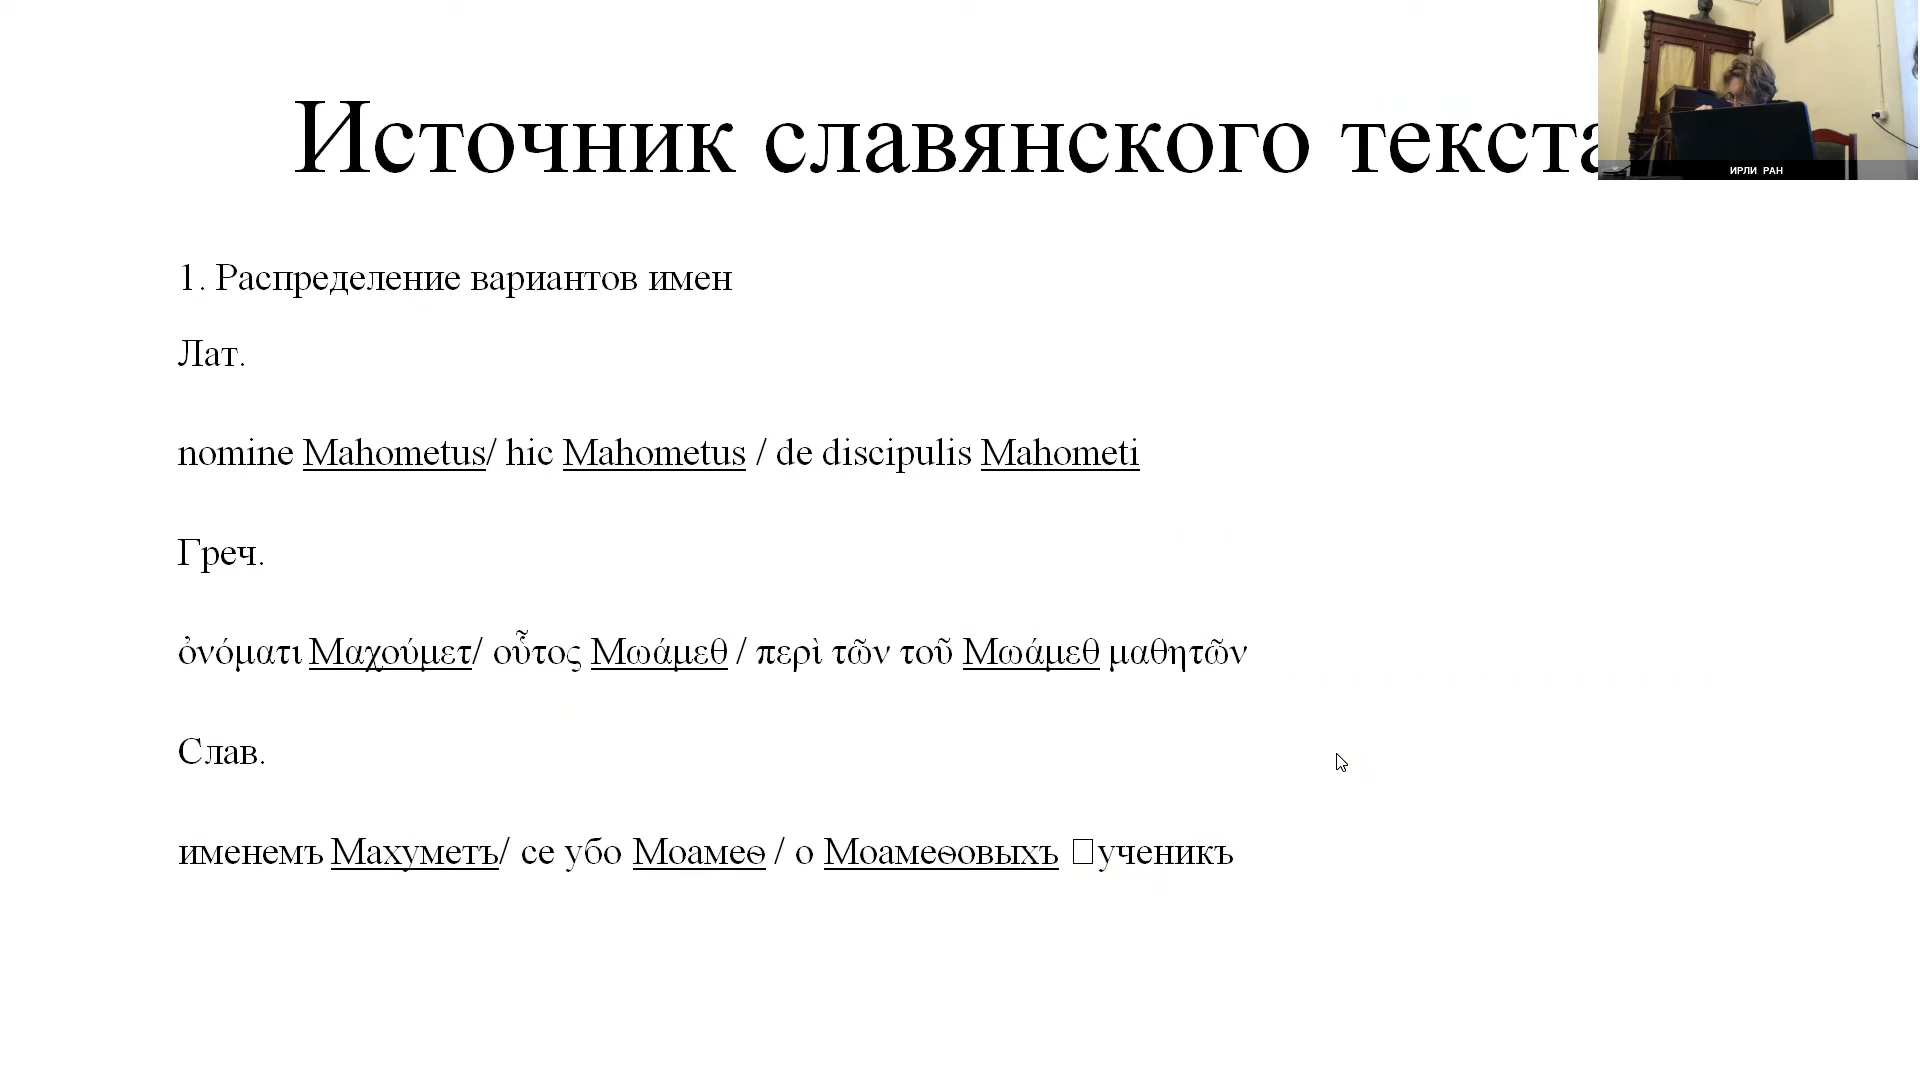 Источник славянского текста
ИРЛИ РАН
1. Распределение вариантов имен
Лат.
nomine Mahometus/ hic Mahometus / de discipulis Mahometi
Греч.
ὀνόματι Μαχούμετ/ οὗτος Μωάμεθ / περὶ τῶν τοῦ Μωάμεθ μαθητῶν
Слав.
именемъ Махуметъ/ се убо Моамеѳ / о Моамеѳовыхъ □ученикъ